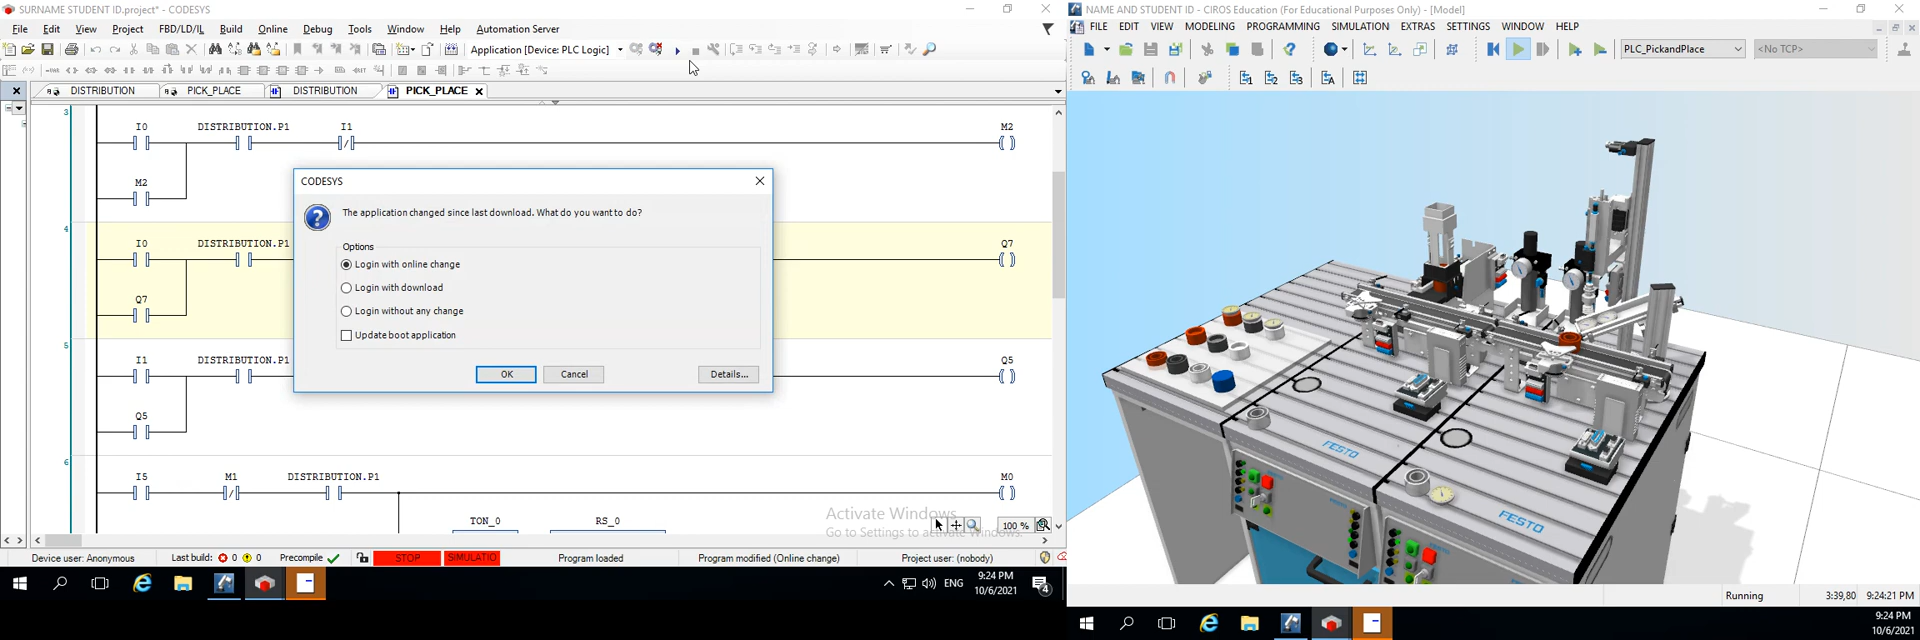 SURNAME STUDENT ID.project* - CODESYS
File Edit View Project FBD/LD/IL Build Online Debug Tools Window Help Automation Server
Application [Device: PLC Logic]
DISTRIBUTION PICK_PLACE DISTRIBUTION PICK_PLACE
3
I0 DISTRIBUTION.P1 I1 M2
M2
4
I0 DISTRIBUTION.P1 Q7
Q7
5
I1 DISTRIBUTION.P1 Q5
Q5
6
I5 M1 DISTRIBUTION.P1 M0
TON_0 RS_0
CODESYS
The application changed since last download. What do you want to do?
Options
Login with online change
Login with download
Login without any change
Update boot application
OK Cancel Details...
Activate Windows
Go to Settings to activate Windows.
100 %
Device user: Anonymous Last build: 0 0 Precompile STOP SIMULATIO Program loaded Program modified (Online change) Project user: (nobody)
ENG
9:24 PM
10/6/2021
4
NAME AND STUDENT ID - CIROS Education (For Educational Purposes Only) - [Model]
FILE EDIT VIEW MODELING PROGRAMMING SIMULATION EXTRAS SETTINGS WINDOW HELP
PLC_PickandPlace <No TCP>
FESTO
FESTO
FESTO
Running 3:39,80 9:24:21 PM
9:24 PM
10/6/2021